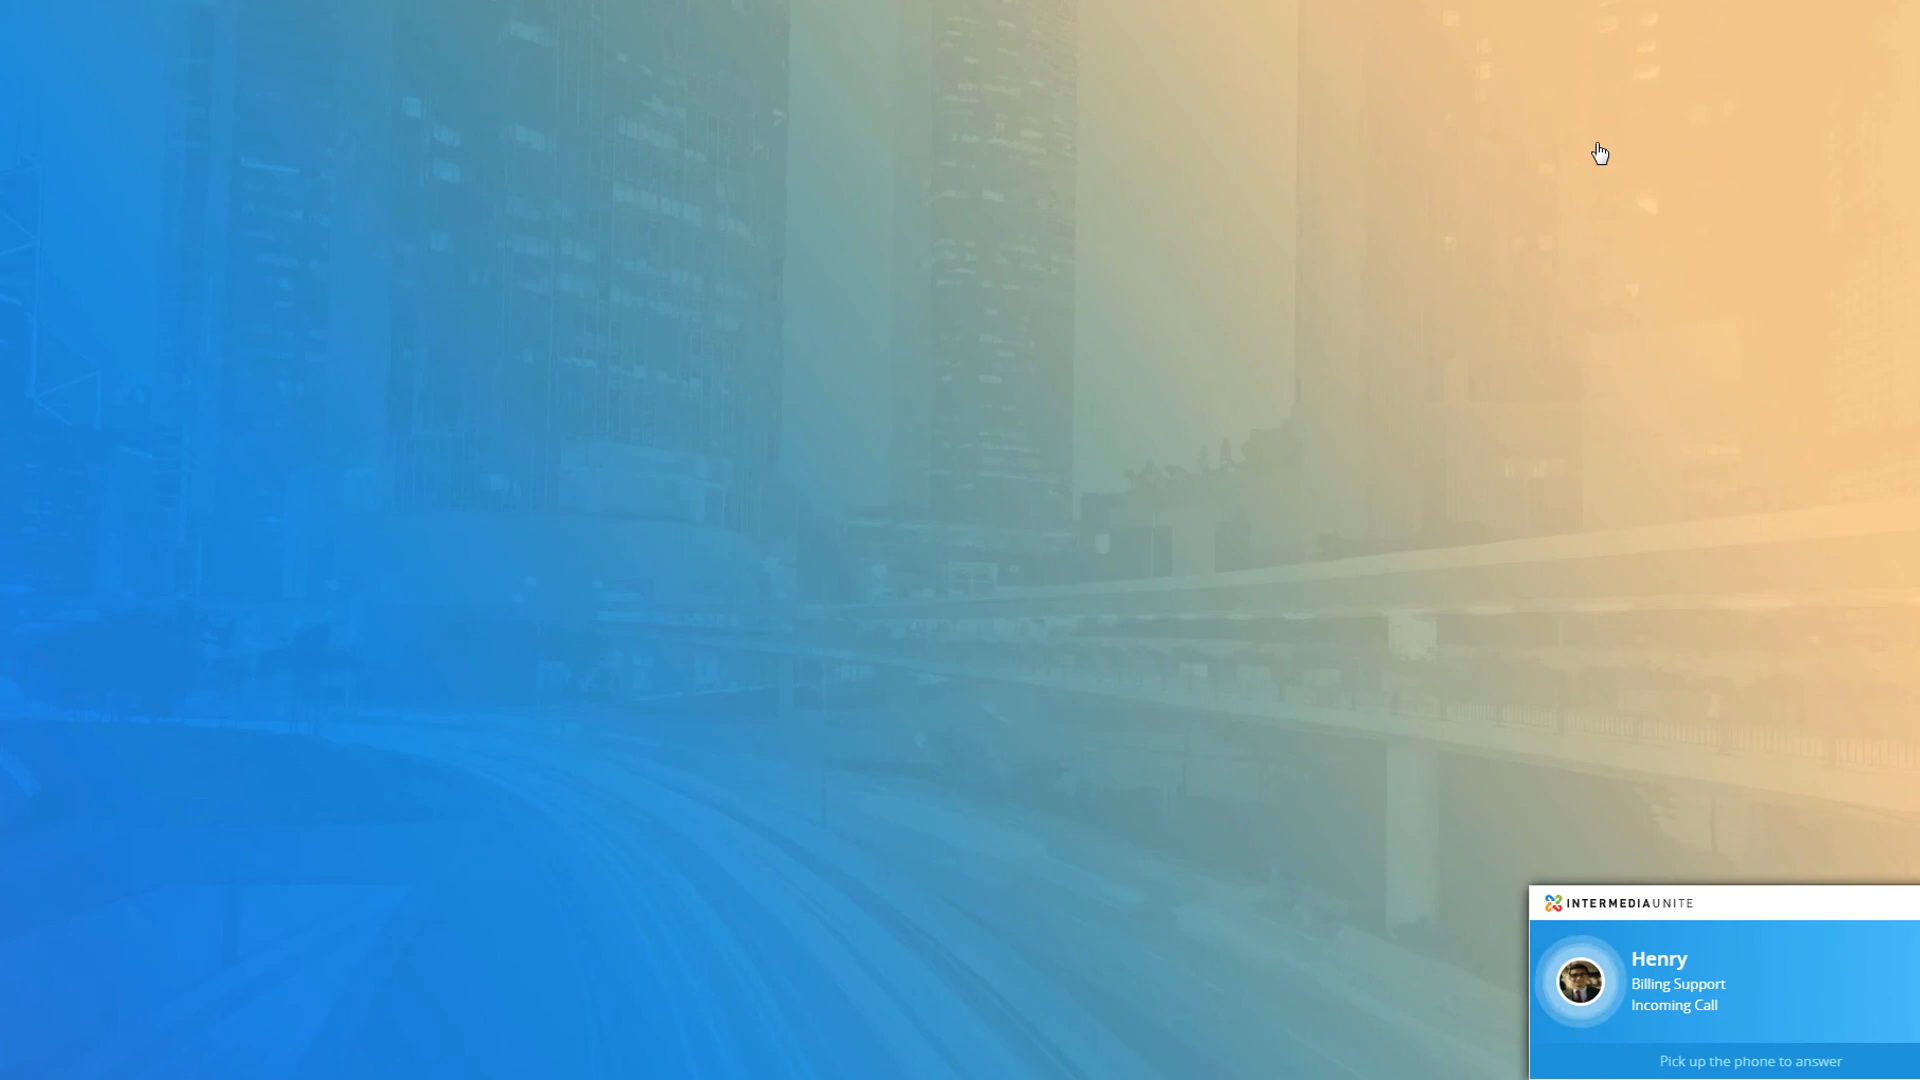 INTERMEDIAUNITE
Henry
Billing Support
Incoming Call
Pick up the phone to answer